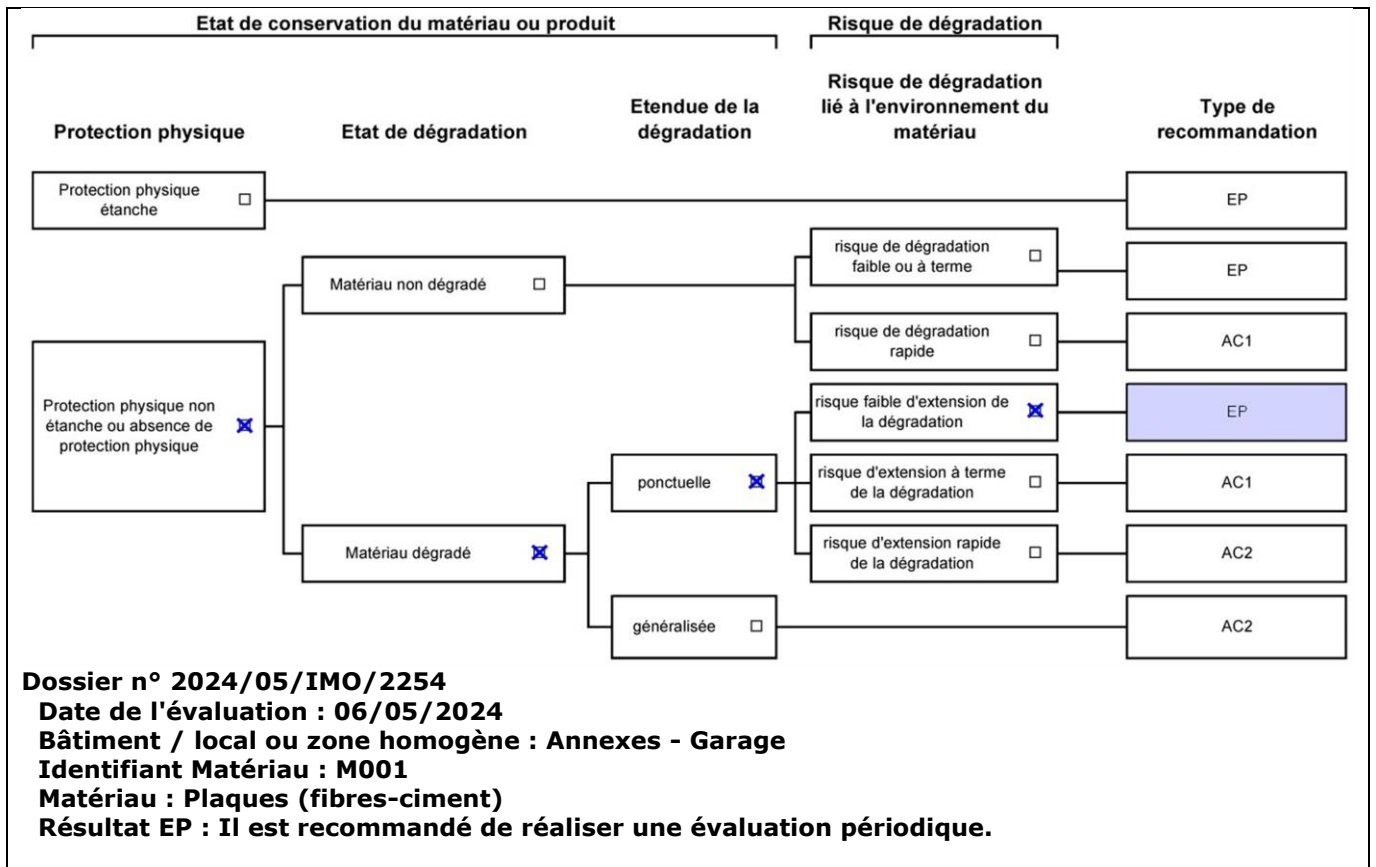 Etat de conservation du matériau ou produit
Risque de dégradation
Protection physique
Etat de dégradation
Etendue de la
dégradation
Risque de dégradation
lié à l'environnement du
matériau
Type de
recommandation
Protection physique
étanche
EP
risque de dégradation
faible ou à terme
EP
Matériau non dégradé
risque de dégradation
rapide
AC1
Protection physique non
étanche ou absence de
protection physique
risque faible d'extension de
la dégradation
EP
ponctuelle
risque d'extension à terme
de la dégradation
AC1
Matériau dégradé
risque d'extension rapide
de la dégradation
AC2
généralisée
AC2
Dossier n° 2024/05/IMO/2254
Date de l'évaluation : 06/05/2024
Bâtiment / local ou zone homogène : Annexes - Garage
Identifiant Matériau : M001
Matériau : Plaques (fibres-ciment)
Résultat EP : Il est recommandé de réaliser une évaluation périodique.